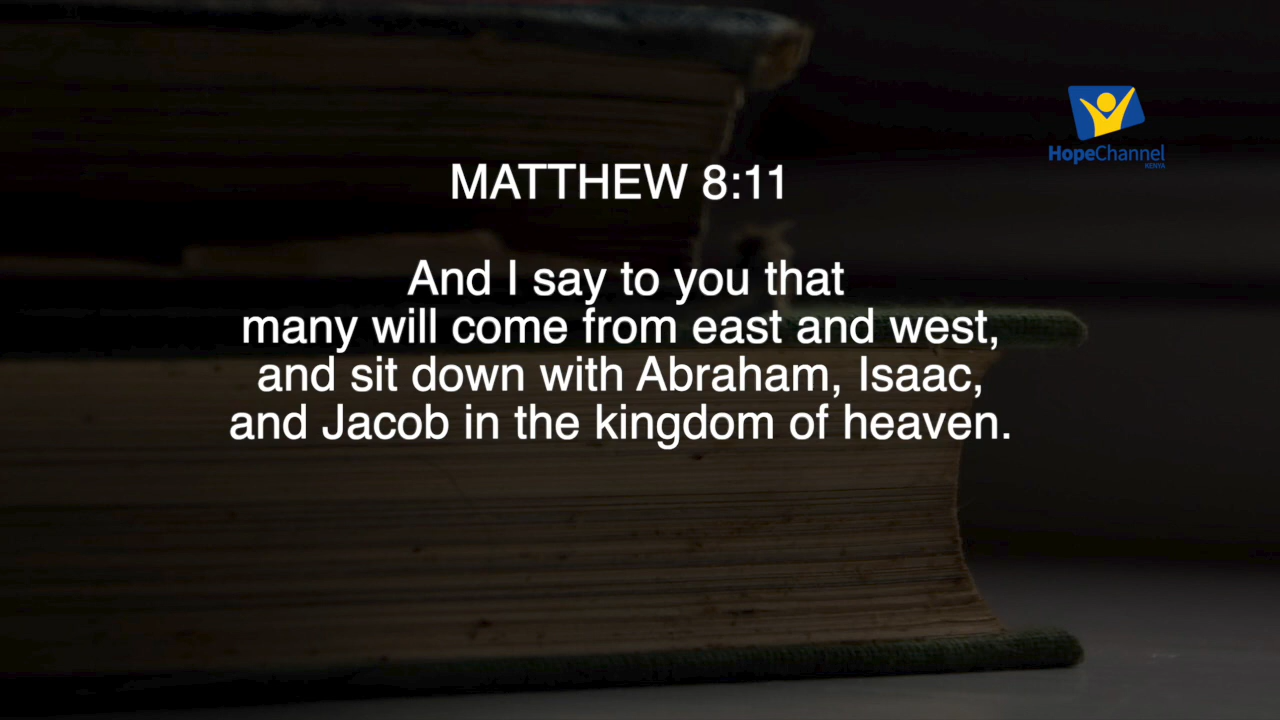 HopeChannel
KENYA
MATTHEW 8:11
And I say to you that
many will come from east and west,
and sit down with Abraham, Isaac,
and Jacob in the kingdom of heaven.